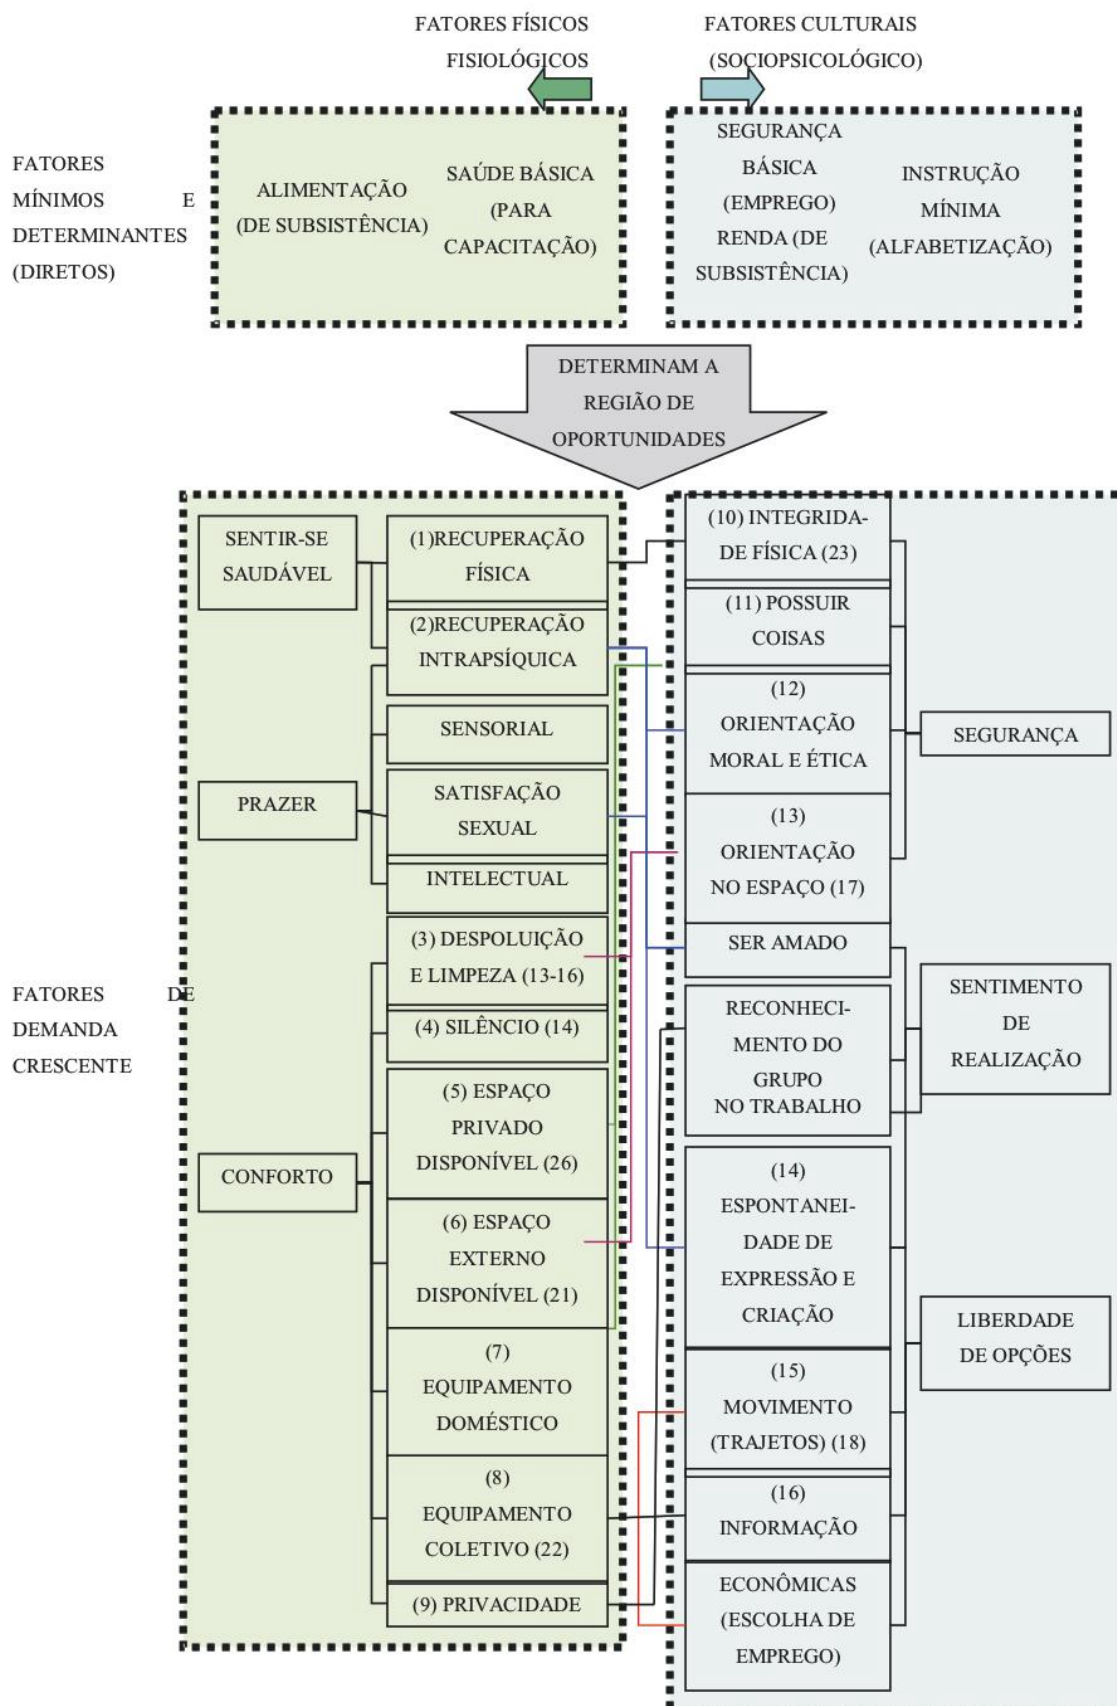 FATORES FÍSICOS
FISIOLÓGICOS
FATORES CULTURAIS
(SOCIOPSICOLÓGICO)
FATORES
MÍNIMOS E
DETERMINANTES
(DIRETOS)
ALIMENTAÇÃO
(DE SUBSISTÊNCIA)
SAÚDE BÁSICA
(PARA
CAPACITAÇÃO)
SEGURANÇA
BÁSICA
(EMPREGO)
RENDA (DE
SUBSISTÊNCIA)
INSTRUÇÃO
MÍNIMA
(ALFABETIZAÇÃO)
DETERMINAM A
REGIÃO DE
OPORTUNIDADES
FATORES DE
DEMANDA
CRESCENTE
SENTIR-SE
SAUDÁVEL
PRAZER
CONFORTO
(1)RECUPERAÇÃO
FÍSICA
(2)RECUPERAÇÃO
INTRAPSÍQUICA
SENSORIAL
SATISFAÇÃO
SEXUAL
INTELECTUAL
(3) DESPOLUIÇÃO
E LIMPEZA (13-16)
(4) SILÊNCIO (14)
(5) ESPAÇO
PRIVADO
DISPONÍVEL (26)
(6) ESPAÇO
EXTERNO
DISPONÍVEL (21)
(7)
EQUIPAMENTO
DOMÉSTICO
(8)
EQUIPAMENTO
COLETIVO (22)
(9) PRIVACIDADE
(10) INTEGRIDA-
DE FÍSICA (23)
(11) POSSUIR
COISAS
(12)
ORIENTAÇÃO
MORAL E ÉTICA
(13)
ORIENTAÇÃO
NO ESPAÇO (17)
SER AMADO
RECONHECI-
MENTO DO
GRUPO
NO TRABALHO
(14)
ESPONTANEI-
DADE DE
EXPRESSÃO E
CRIAÇÃO
(15)
MOVIMENTO
(TRAJETOS) (18)
(16)
INFORMAÇÃO
ECONÔMICAS
(ESCOLHA DE
EMPREGO)
SEGURANÇA
SENTIMENTO
DE
REALIZAÇÃO
LIBERDADE
DE OPÇÕES